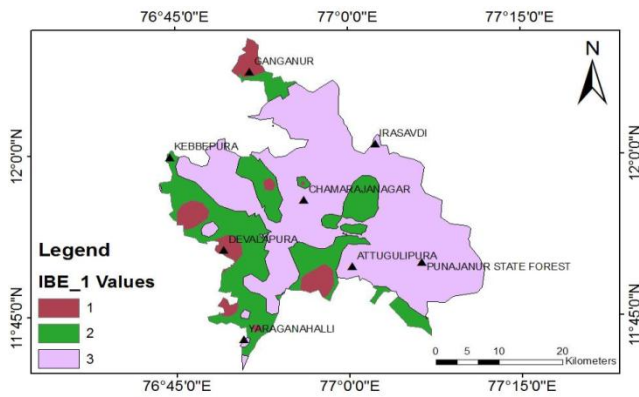 76°45'0"E 77°0'0"E 77°15'0"E
N
GANGANUR
IRASAVDI
KEBBEPURA
12°0'0"N
12°0'0"N
CHAMARAJANAGAR
DEVALAPURA
ATTUGULIPURA
PUNAJANUR STATE FOREST
Legend
IBE_1 Values
1
2
3
11°45'0"N
11°45'0"N
YARAGANAHALLI
0 5 10 20
Kilometers
76°45'0"E 77°0'0"E 77°15'0"E